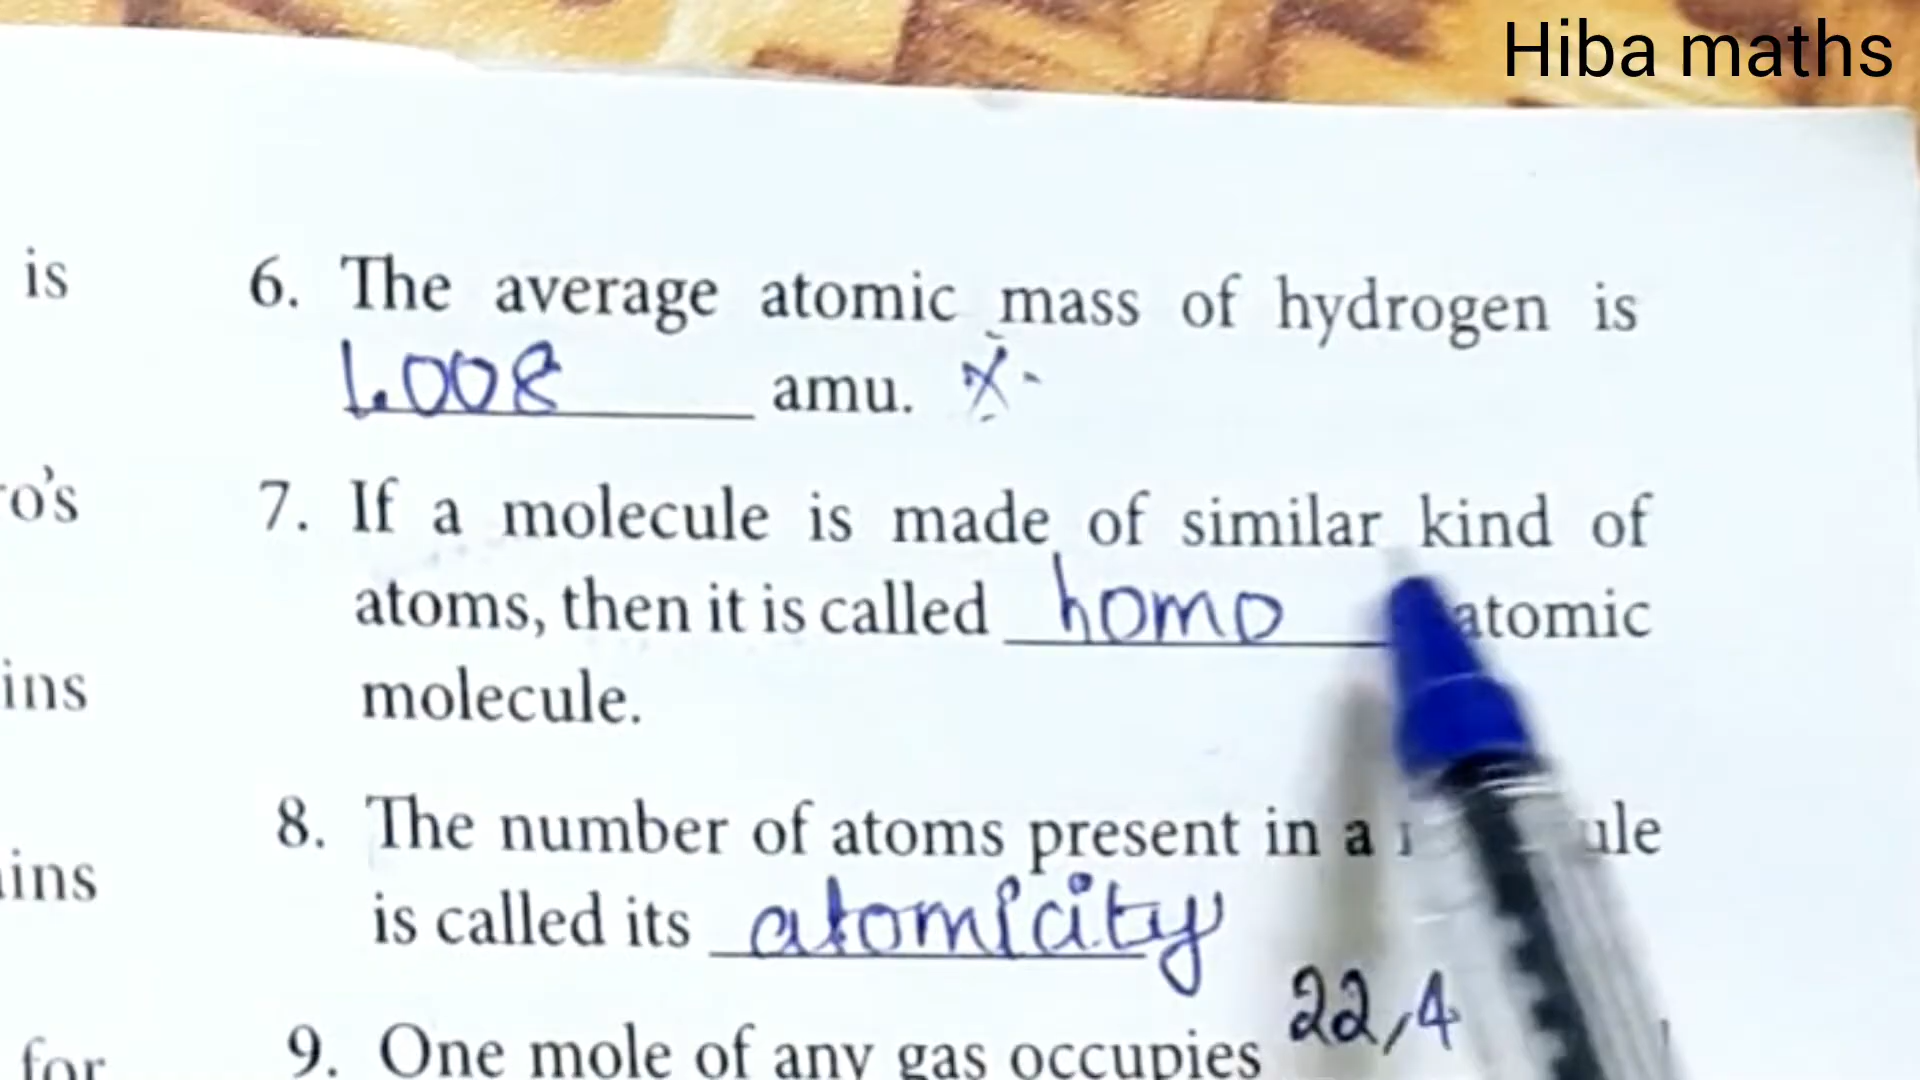 Hiba maths
is
6. The average atomic mass of hydrogen is
1.008 amu.
o's
7. If a molecule is made of similar kind of
atoms, then it is called homo atomic
ins
molecule.
8. The number of atoms present in a
ins
is called its atomicity
22,4
for
9. One mole of any gas occupies